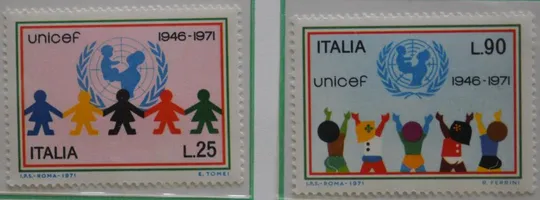 unicef 1946-1971
ITALIA L.25
I.P.S.-ROMA-1971 E. TOMEI
ITALIA L.90
unicef 1946-1971
I.P.S.-ROMA-1971 R. FERRINI